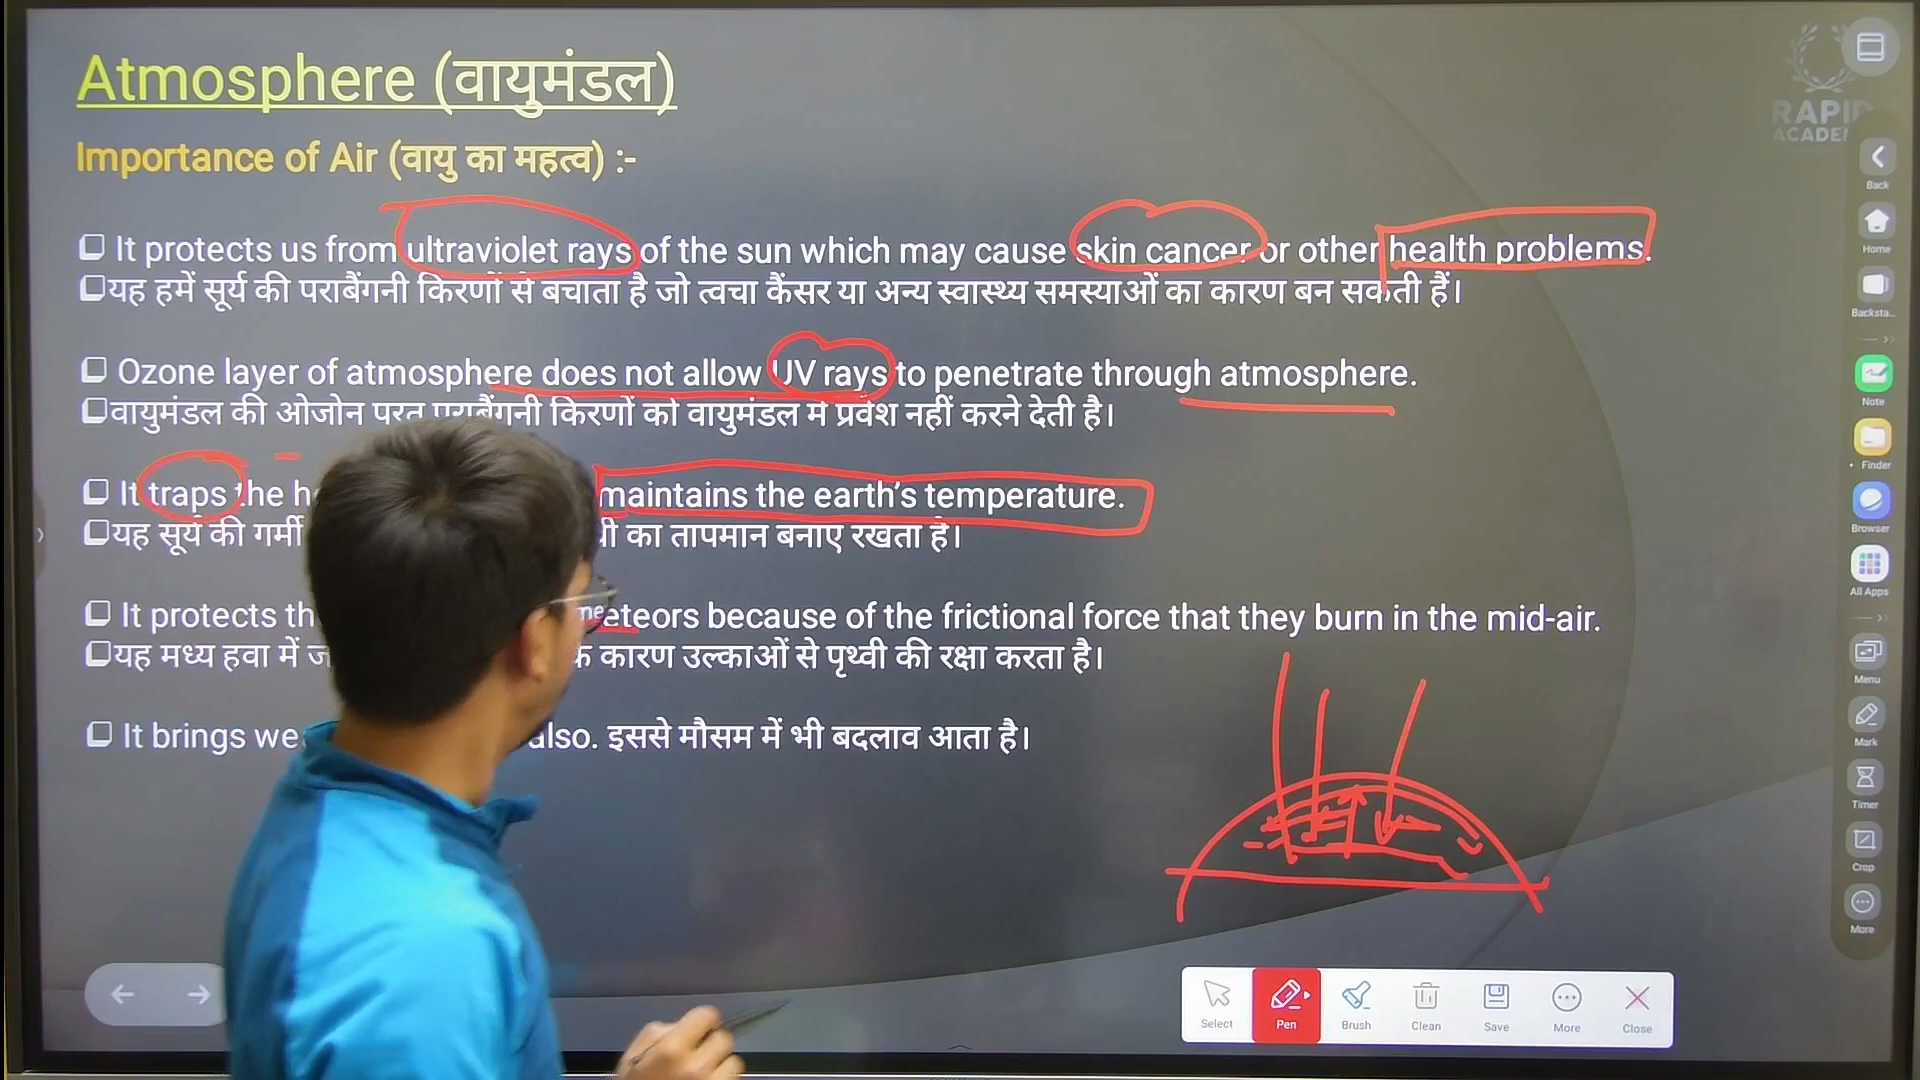 Atmosphere (वायुमंडल)
Importance of Air (वायु का महत्व) :-
It protects us from ultraviolet rays of the sun which may cause skin cancer or other health problems.
यह हमें सूर्य की पराबैंगनी किरणों से बचाता है जो त्वचा कैंसर या अन्य स्वास्थ्य समस्याओं का कारण बन सकती हैं।
Ozone layer of atmosphere does not allow UV rays to penetrate through atmosphere.
वायुमंडल की ओजोन परत पराबैंगनी किरणों को वायुमंडल में प्रवेश नहीं करने देती है।
It traps the maintains the earth's temperature.
यह सूर्य की गर्मी का तापमान बनाए रखता है।
It protects meteors because of the frictional force that they burn in the mid-air.
यह मध्य हवा में के कारण उल्काओं से पृथ्वी की रक्षा करता है।
It brings also. इससे मौसम में भी बदलाव आता है।
RAPID
ACADEM
Back
Home
Backsta...
Note
Finder
Browser
All Apps
Menu
Mark
Timer
Crop
More
Select
Pen
Brush
Clean
Save
More
Close